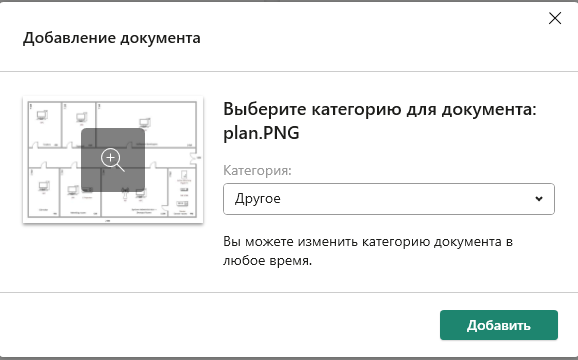 Добавление документа
Выберите категорию для документа:
plan.PNG
Категория:
Другое
Вы можете изменить категорию документа в
любое время.
Добавить